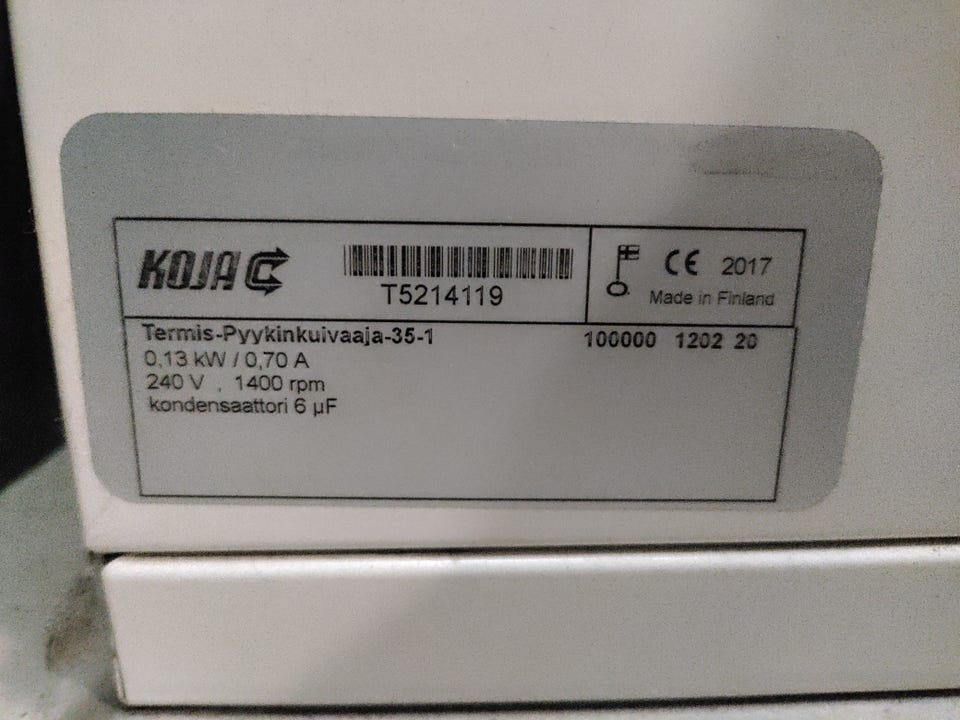 KOJA
T5214119
CE 2017
Made in Finland
Termis-Pyykinkuivaaja-35-1 100000 1202 20
0,13 kW / 0,70 A
240 V , 1400 rpm
kondensaattori 6 µF